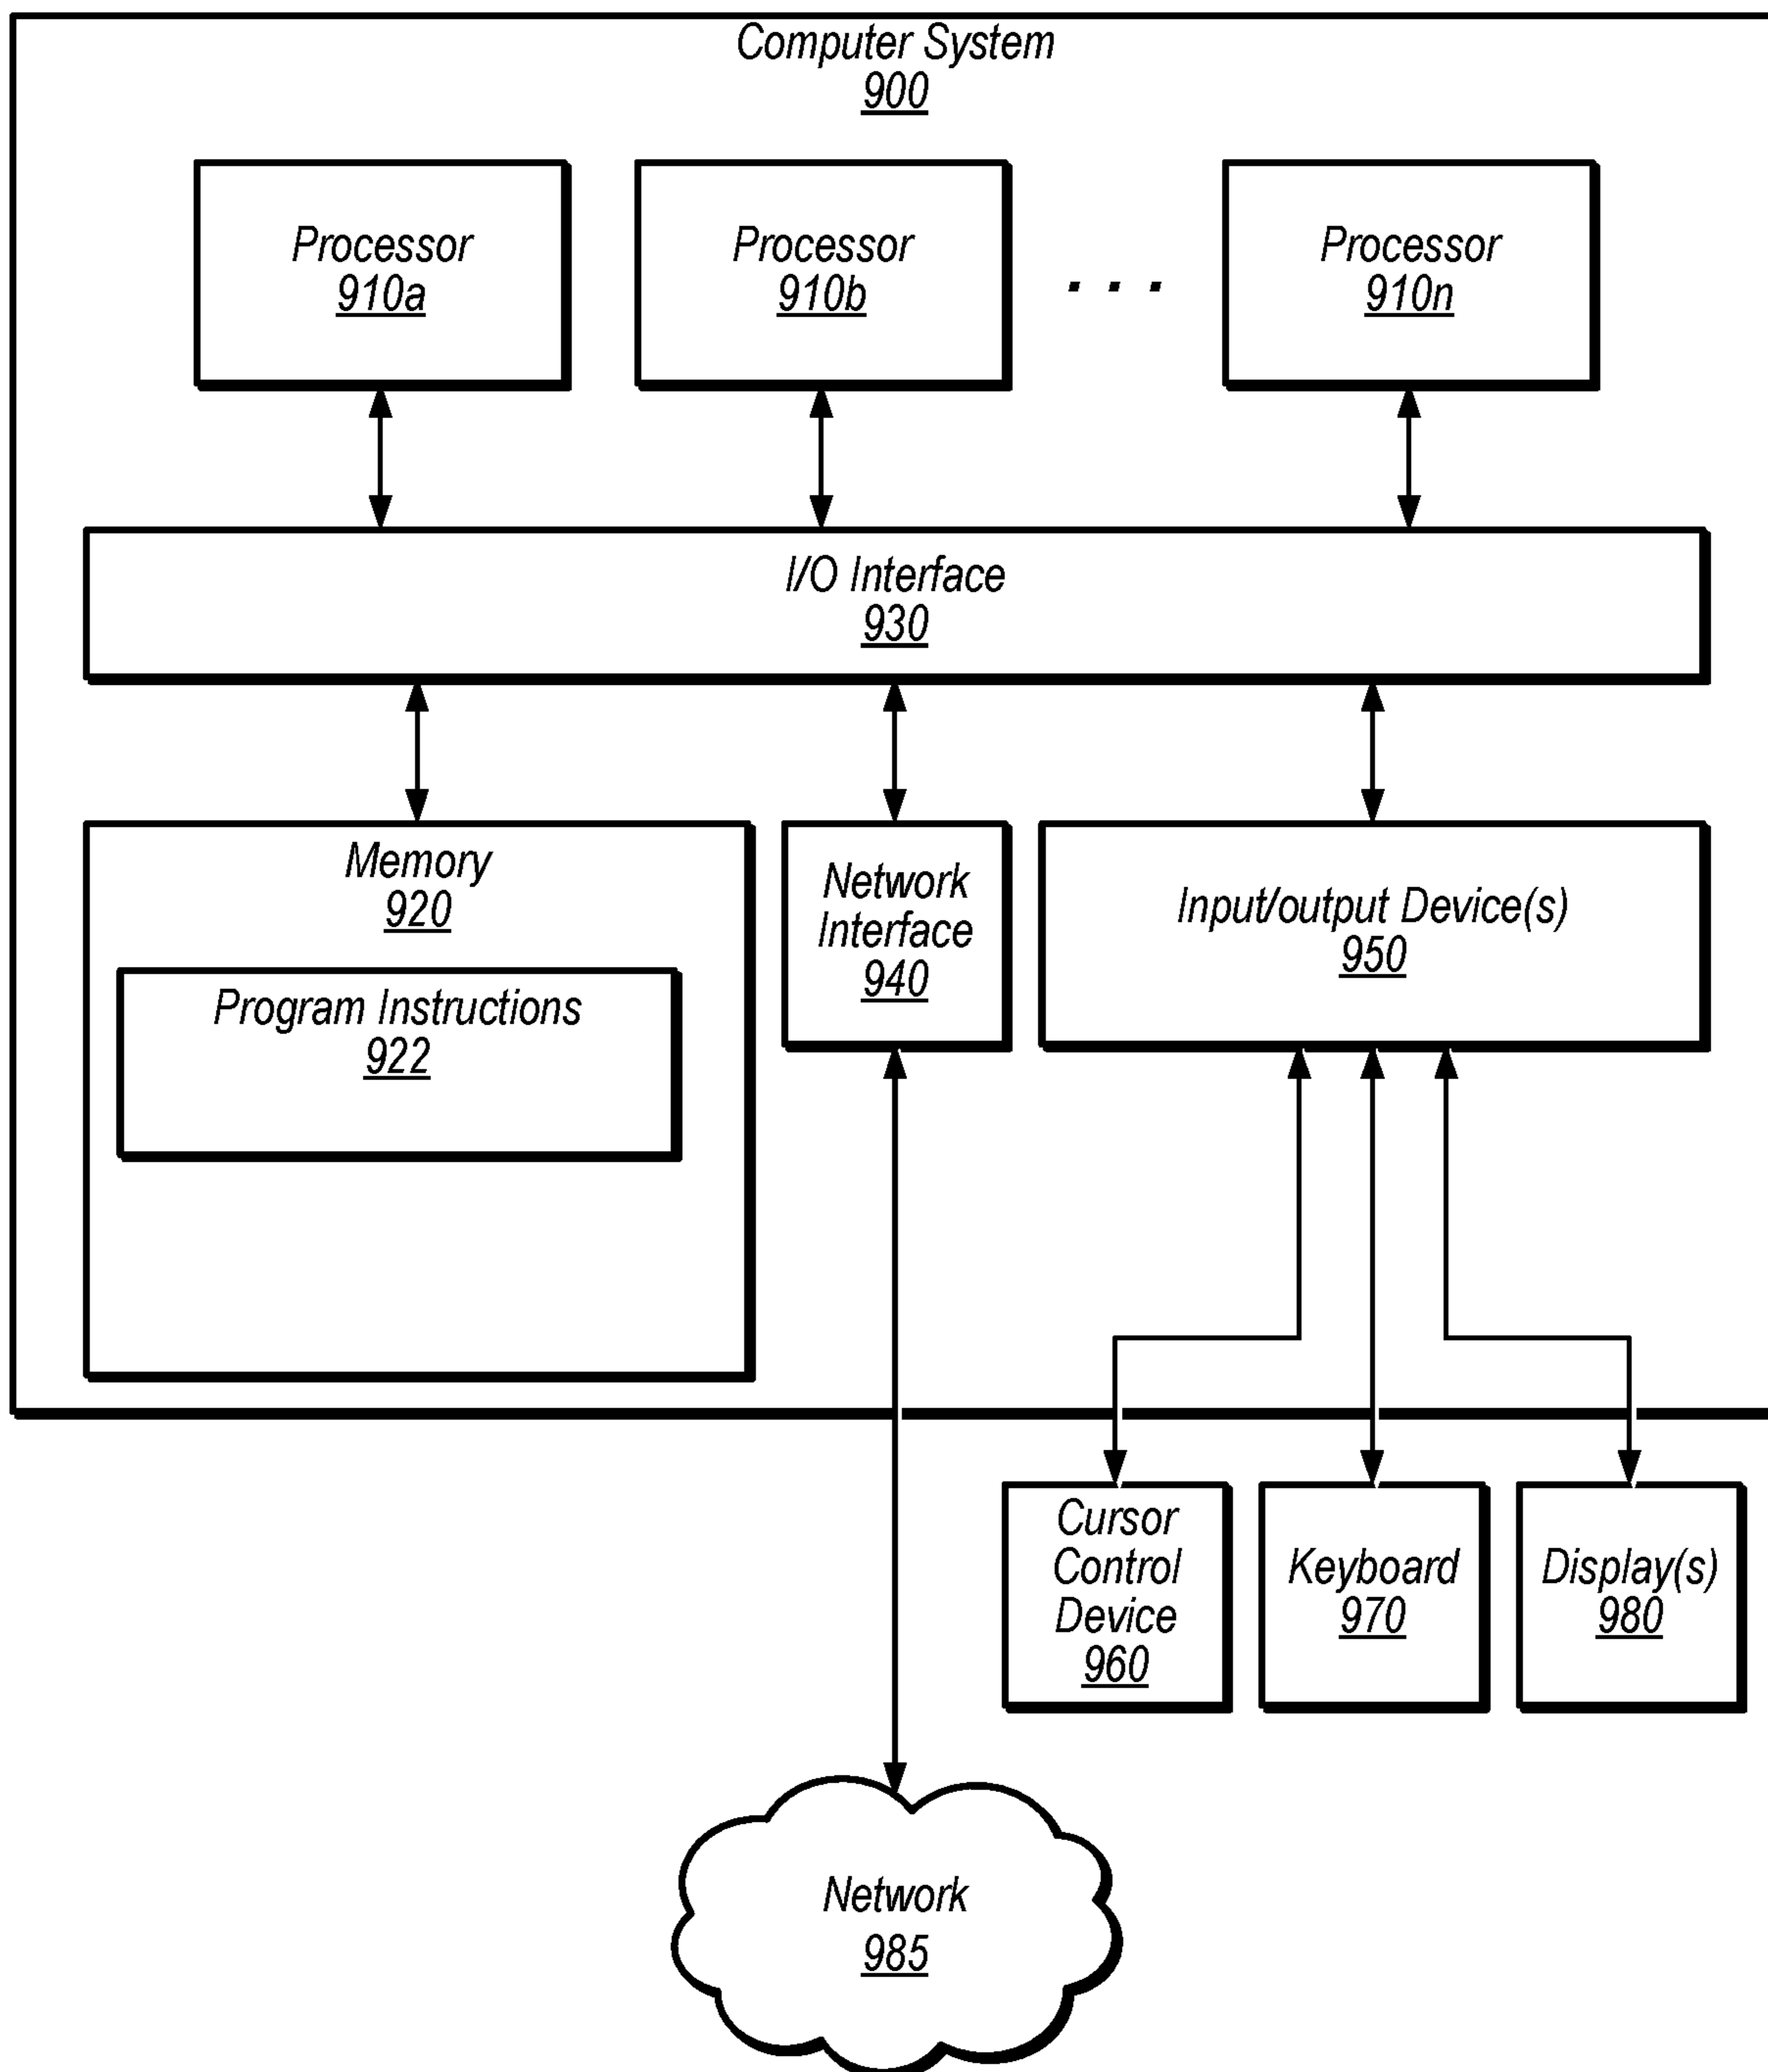 Computer System
900
Processor
910a
Processor
910b
. . .
Processor
910n
I/O Interface
930
Memory
920
Program Instructions
922
Network
Interface
940
Input/output Device(s)
950
Cursor
Control
Device
960
Keyboard
970
Display(s)
980
Network
985